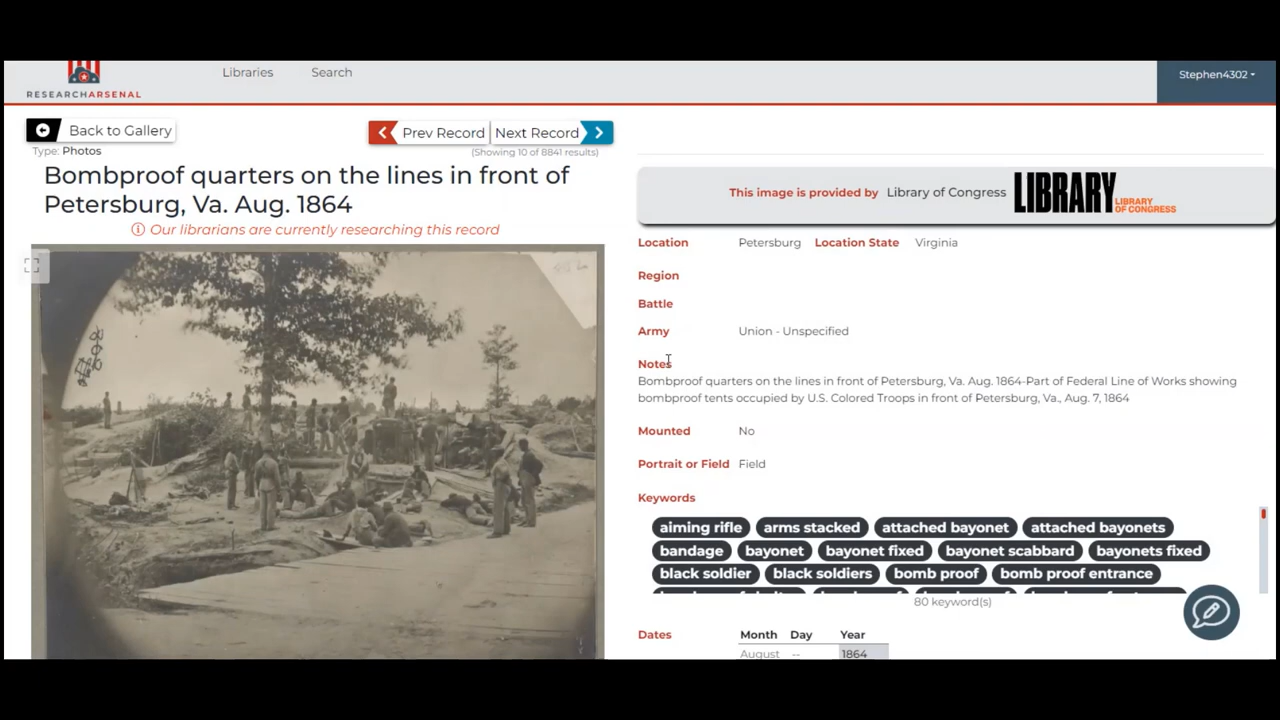 RESEARCHARSENAL
Libraries
Search
Stephen4302
Back to Gallery
Prev Record
Next Record
Type: Photos
(Showing 10 of 8841 results)
Bombproof quarters on the lines in front of
Petersburg, Va. Aug. 1864
Our librarians are currently researching this record
This image is provided by Library of Congress
LIBRARY
LIBRARY
OF CONGRESS
Location Petersburg Location State Virginia
Region
Battle
Army Union - Unspecified
Notes
Bombproof quarters on the lines in front of Petersburg, Va. Aug. 1864-Part of Federal Line of Works showing
bombproof tents occupied by U.S. Colored Troops in front of Petersburg, Va., Aug. 7, 1864
Mounted No
Portrait or Field Field
Keywords
aiming rifle arms stacked attached bayonet attached bayonets
bandage bayonet bayonet fixed bayonet scabbard bayonets fixed
black soldier black soldiers bomb proof bomb proof entrance
80 keyword(s)
Dates Month Day Year
August -- 1864